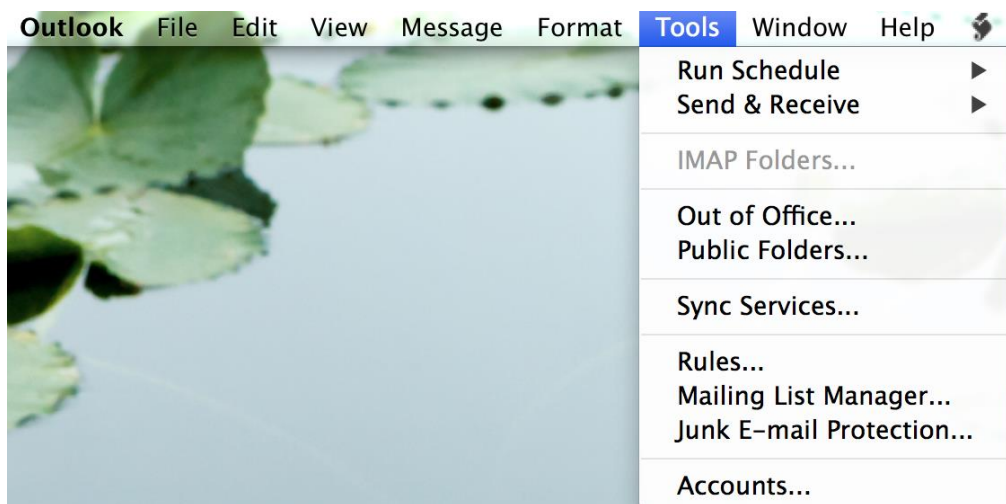 Outlook File Edit View Message Format Tools Window Help
Run Schedule
Send & Receive
IMAP Folders...
Out of Office...
Public Folders...
Sync Services...
Rules...
Mailing List Manager...
Junk E-mail Protection...
Accounts...